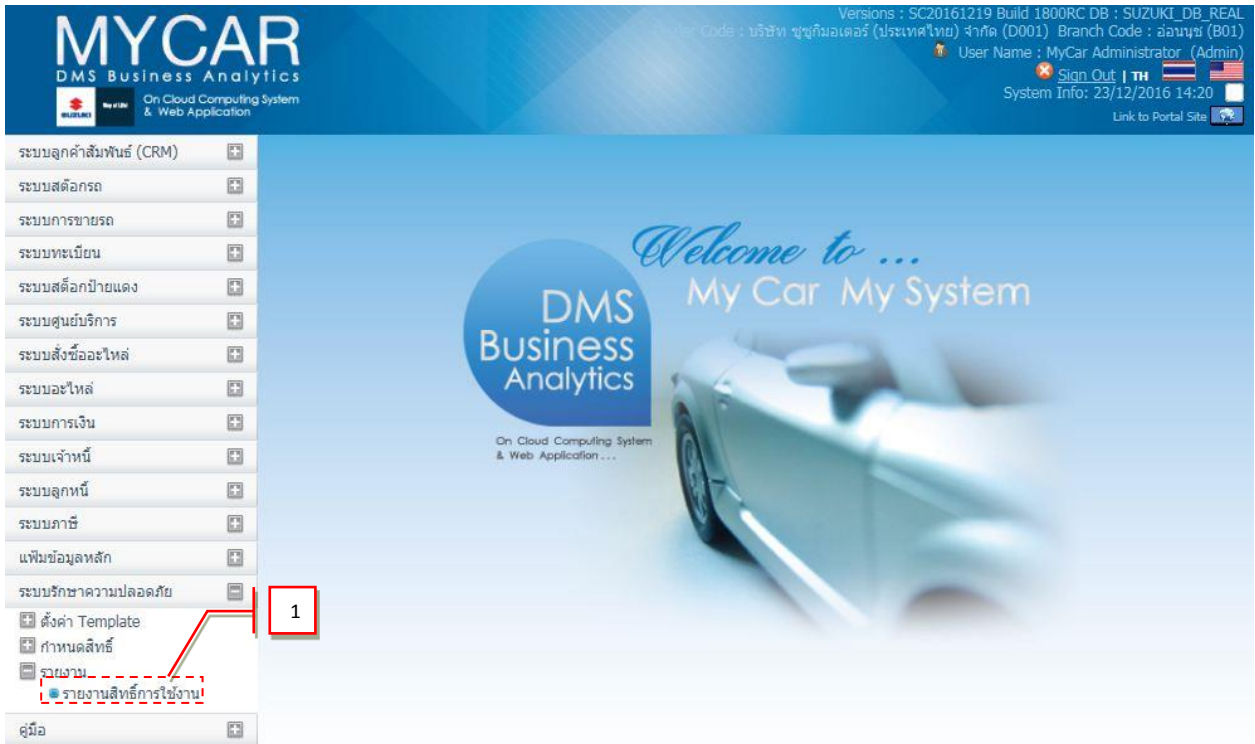 MYCAR
DMS Business Analytics
On Cloud Computing System
& Web Application
SUZUKI
Way of Life!
Versions : SC20161219 Build 1800RC DB : SUZUKI_DB_REAL
Code : บริษัท ซูซูกิมอเตอร์ (ประเทศไทย) จำกัด (D001) Branch Code : อ่อนนุช (B01)
User Name : MyCar Administrator (Admin)
Sign Out | TH
System Info: 23/12/2016 14:20
Link to Portal Site
ระบบลูกค้าสัมพันธ์ (CRM)
ระบบสต๊อกรถ
ระบบการขายรถ
ระบบทะเบียน
ระบบสต็อกป้ายแดง
ระบบศูนย์บริการ
ระบบสั่งซื้ออะไหล่
ระบบอะไหล่
ระบบการเงิน
ระบบเจ้าหนี้
ระบบลูกหนี้
ระบบภาษี
แฟ้มข้อมูลหลัก
ระบบรักษาความปลอดภัย
ตั้งค่า Template
กำหนดสิทธิ์
รายงาน
รายงานสิทธิ์การใช้งาน
คู่มือ
1
Welcome to ...
My Car My System
DMS
Business
Analytics
On Cloud Computing System
& Web Application . . .